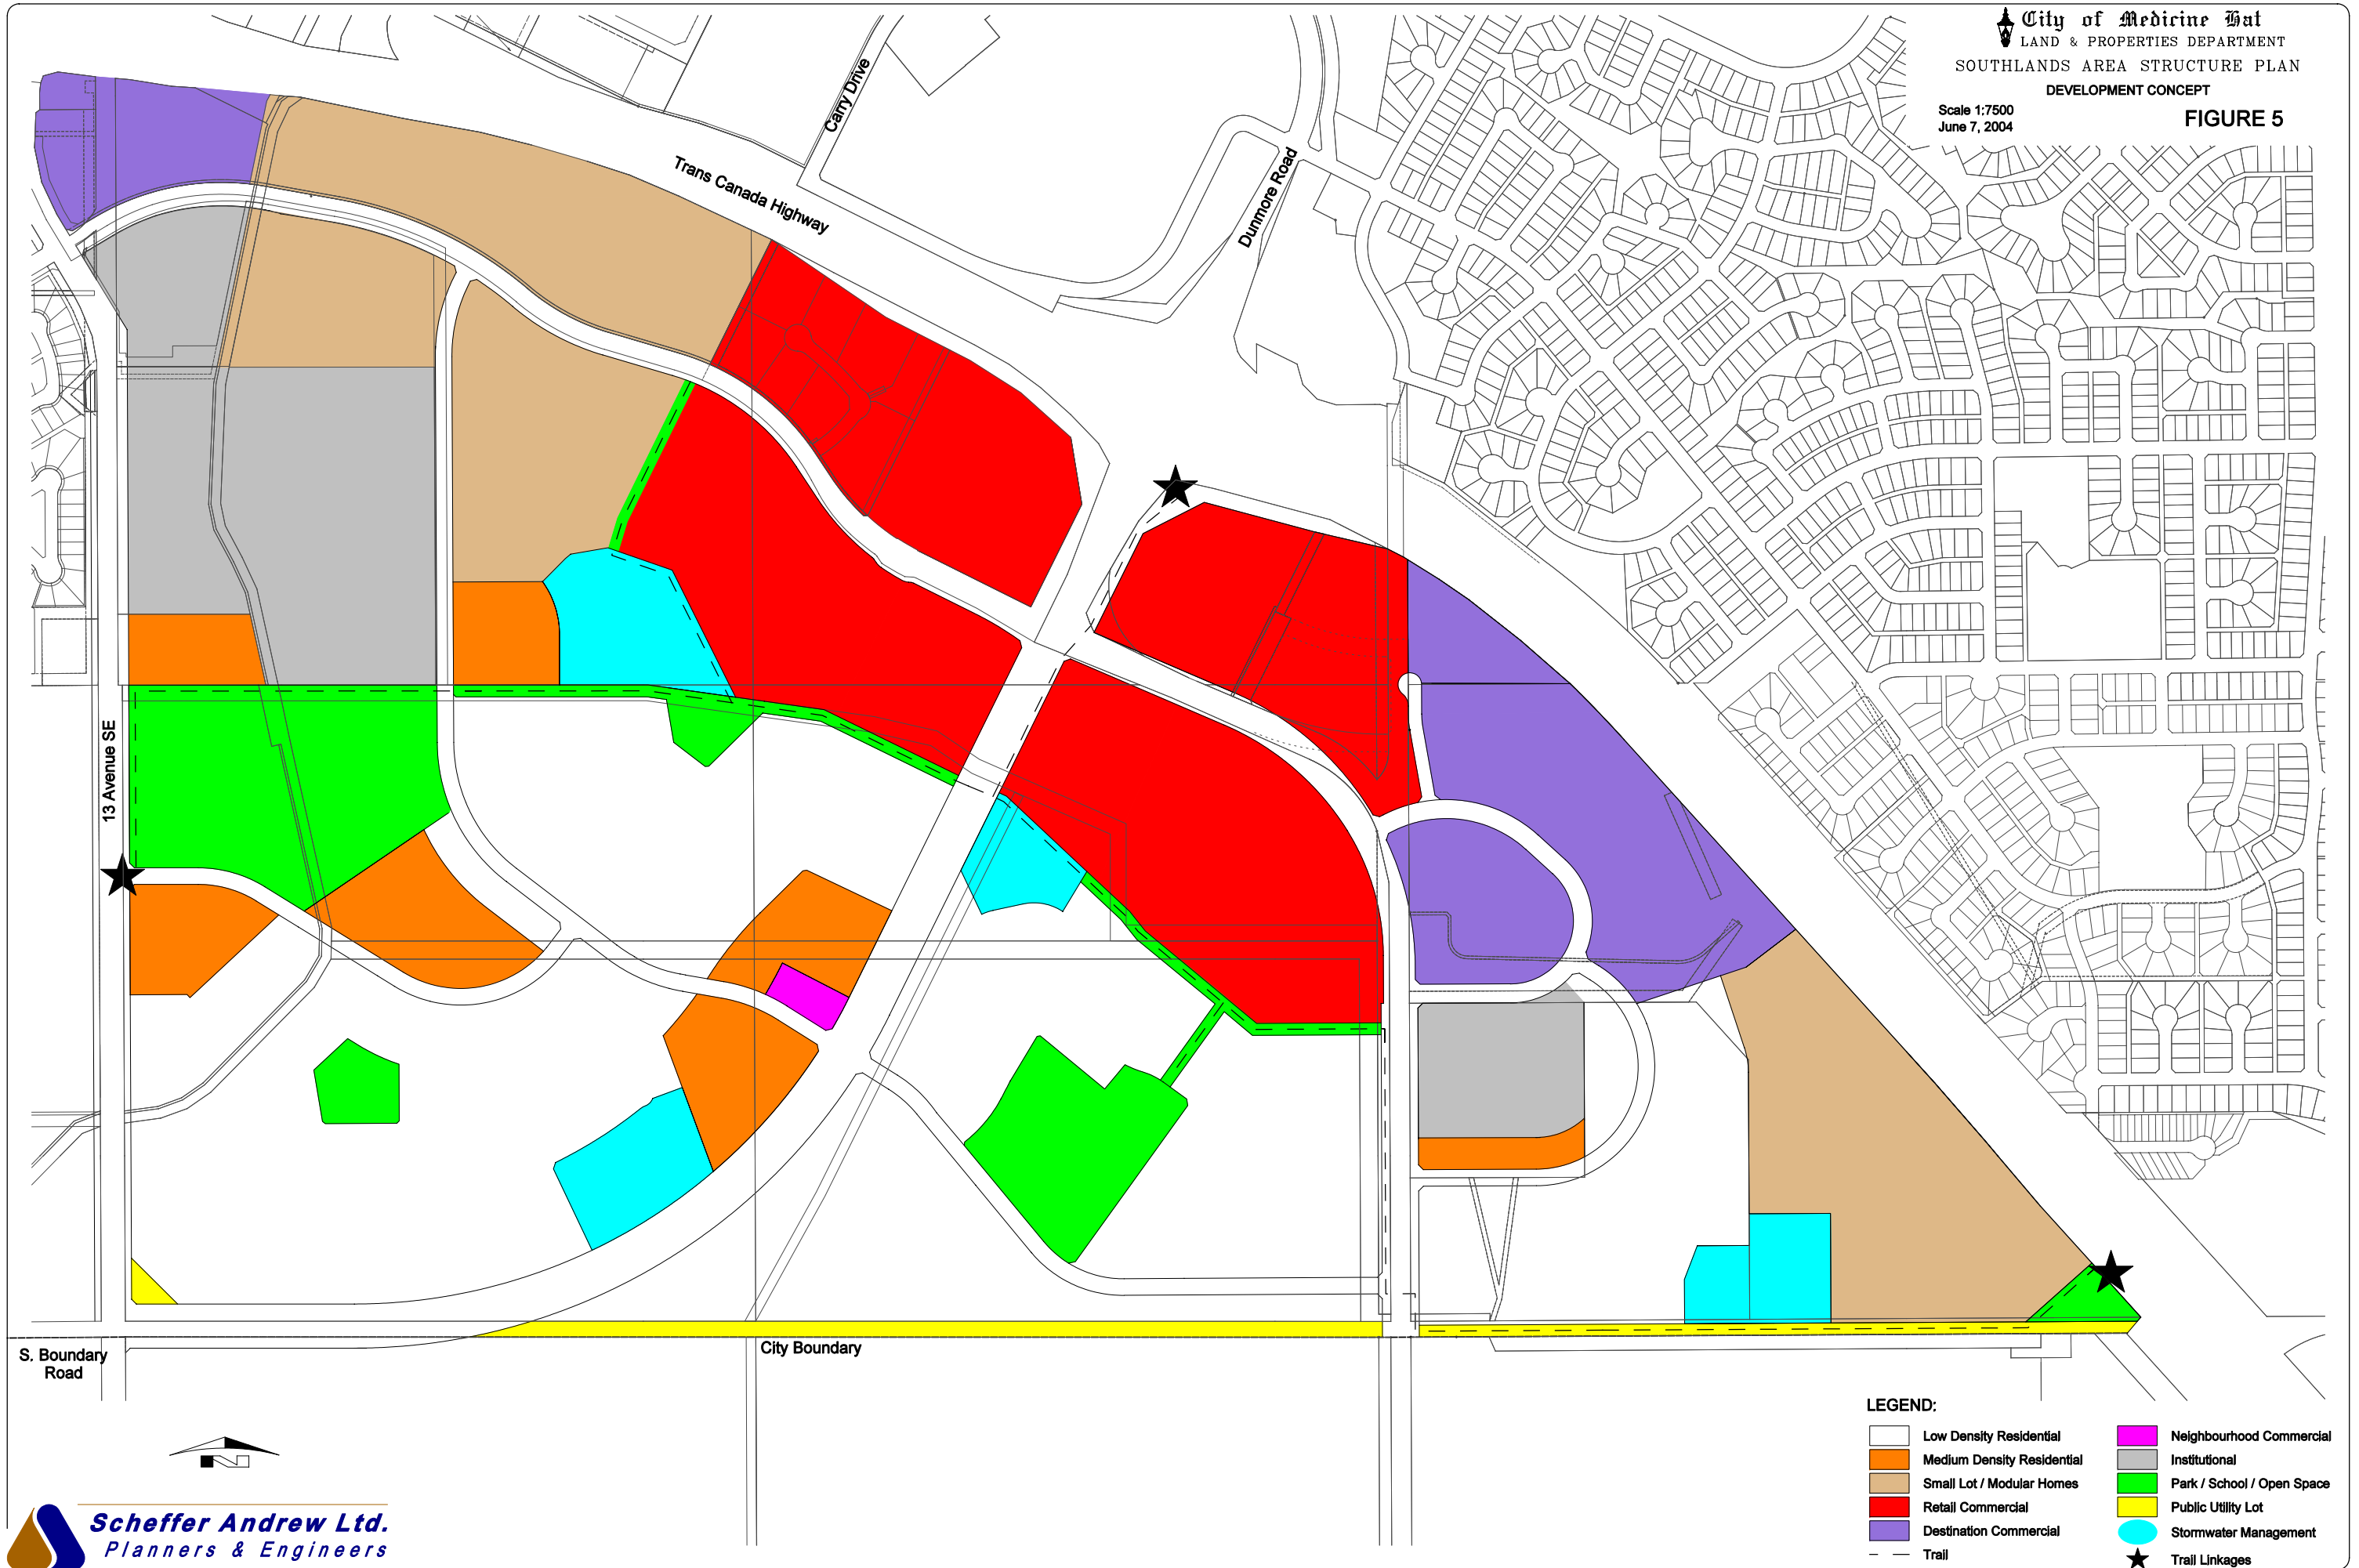 City of Medicine Hat
LAND & PROPERTIES DEPARTMENT
SOUTHLANDS AREA STRUCTURE PLAN
DEVELOPMENT CONCEPT
Scale 1:7500
June 7, 2004
FIGURE 5
Carry Drive
Trans Canada Highway
Dunmore Road
13 Avenue SE
S. Boundary
Road
City Boundary
LEGEND:
Low Density Residential
Medium Density Residential
Small Lot / Modular Homes
Retail Commercial
Destination Commercial
Trail
Neighbourhood Commercial
Institutional
Park / School / Open Space
Public Utility Lot
Stormwater Management
Trail Linkages
N
Scheffer Andrew Ltd.
Planners & Engineers